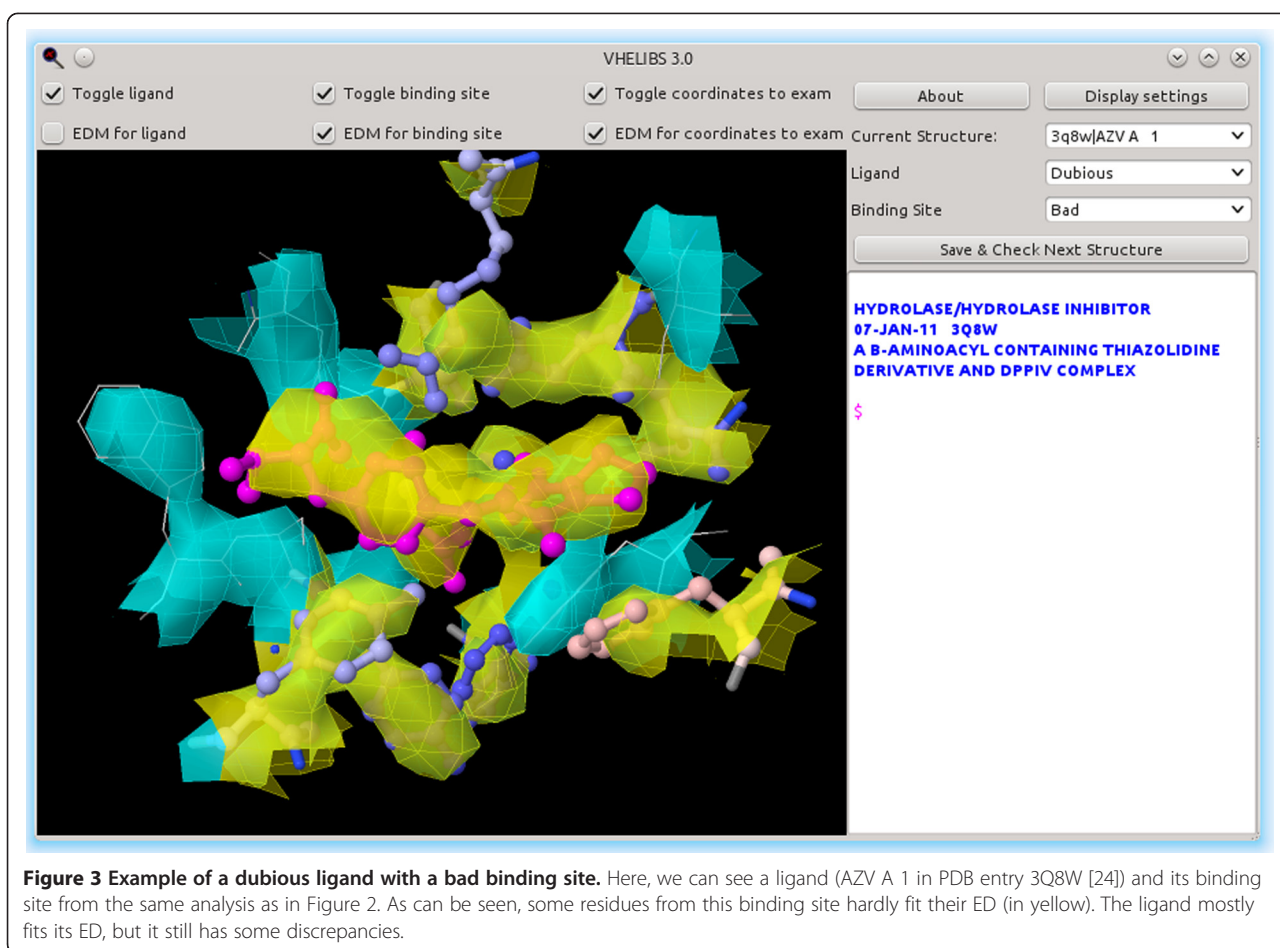 VHELIBS 3.0
Toggle ligand
Toggle binding site
Toggle coordinates to exam
About
Display settings
EDM for ligand
EDM for binding site
EDM for coordinates to exam
Current Structure:
3q8w|AZV A 1
Ligand
Dubious
Binding Site
Bad
Save & Check Next Structure
HYDROLASE/HYDROLASE INHIBITOR
07-JAN-11 3Q8W
A B-AMINOACYL CONTAINING THIAZOLIDINE
DERIVATIVE AND DPPIV COMPLEX
$
Figure 3 Example of a dubious ligand with a bad binding site. Here, we can see a ligand (AZV A 1 in PDB entry 3Q8W [24]) and its binding
site from the same analysis as in Figure 2. As can be seen, some residues from this binding site hardly fit their ED (in yellow). The ligand mostly
fits its ED, but it still has some discrepancies.